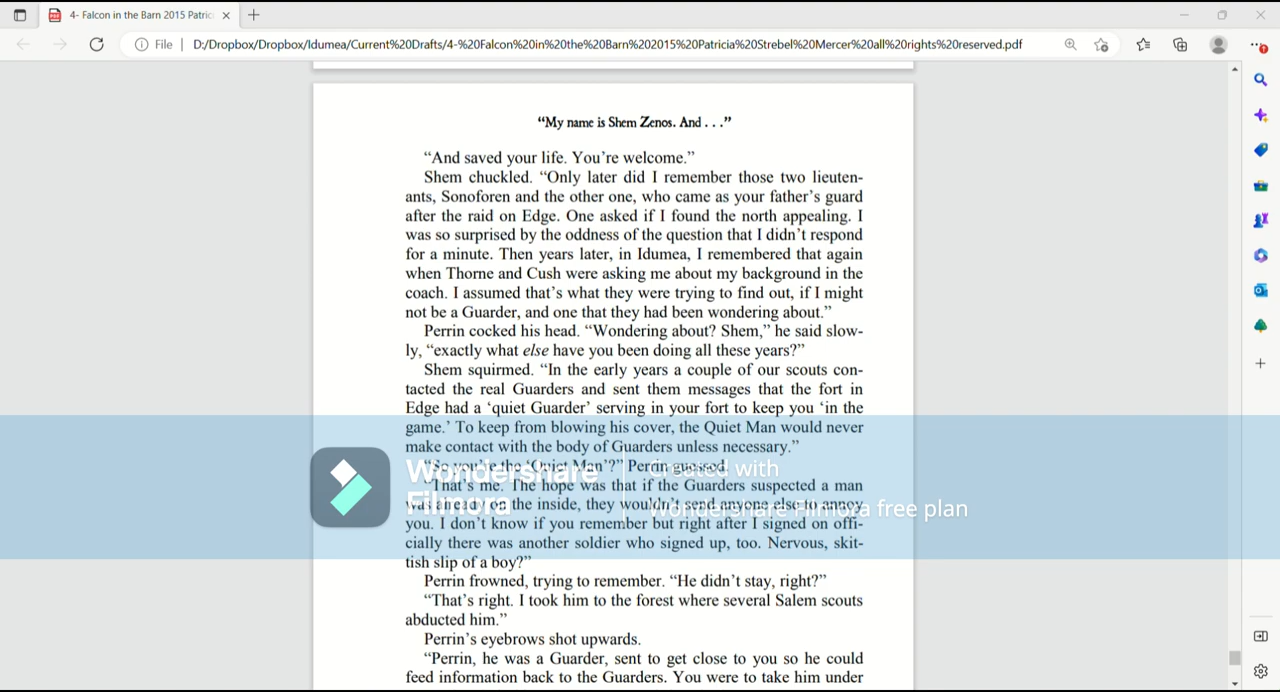 4- Falcon in the Barn 2015 Patric
File | D:/Dropbox/Dropbox/Idumea/Current%20Drafts/4-%20Falcon%20in%20the%20Barn%202015%20Patricia%20Strebel%20Mercer%20all%20rights%20reserved.pdf
“My name is Shem Zenos. And . . .”
“And saved your life. You’re welcome.”
Shem chuckled. “Only later did I remember those two lieuten-
ants, Sonoforen and the other one, who came as your father’s guard
after the raid on Edge. One asked if I found the north appealing. I
was so surprised by the oddness of the question that I didn’t respond
for a minute. Then years later, in Idumea, I remembered that again
when Thorne and Cush were asking me about my background in the
coach. I assumed that’s what they were trying to find out, if I might
not be a Guarder, and one that they had been wondering about.”
Perrin cocked his head. “Wondering about? Shem,” he said slow-
ly, “exactly what else have you been doing all these years?”
Shem squirmed. “In the early years a couple of our scouts con-
tacted the real Guarders and sent them messages that the fort in
Edge had a ‘quiet Guarder’ serving in your fort to keep you ‘in the
game.’ To keep from blowing his cover, the Quiet Man would never
make contact with the body of Guarders unless necessary.”
“So you’re the ‘Quiet Man’?” Perrin guessed.
“That’s me. The hope was that if the Guarders suspected a man
was already on the inside, they wouldn’t send anyone else to annoy
you. I don’t know if you remember but right after I signed on offi-
cially there was another soldier who signed up, too. Nervous, skit-
tish slip of a boy?”
Perrin frowned, trying to remember. “He didn’t stay, right?”
“That’s right. I took him to the forest where several Salem scouts
abducted him.”
Perrin’s eyebrows shot upwards.
“Perrin, he was a Guarder, sent to get close to you so he could
feed information back to the Guarders. You were to take him under
Wondershare
Filmora
Created with
Wondershare Filmora free plan